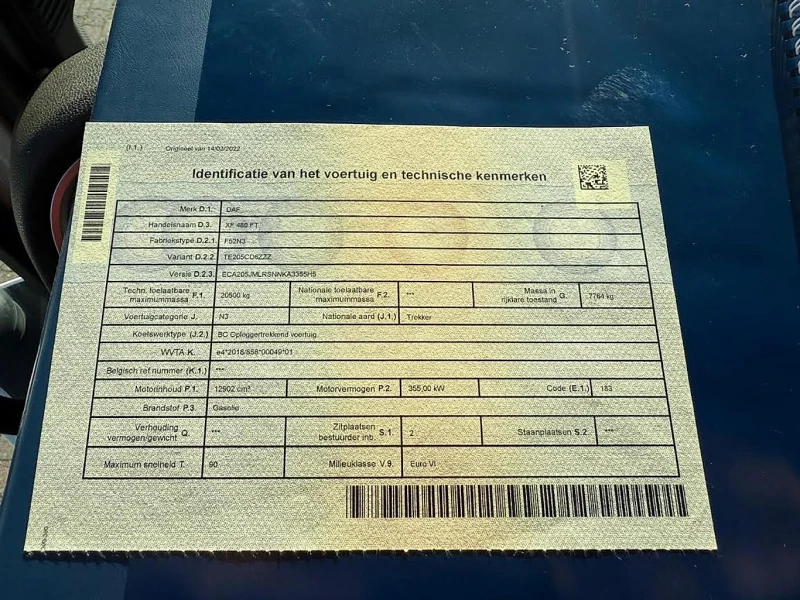 (I.1.) Origineel van 14/03/2022
Identificatie van het voertuig en technische kenmerken
Merk D.1. DAF
Handelsnaam D.3. XF 480 FT
Fabriekstype D.2.1. F52N3
Variant D.2.2. TE205CD6ZZZ
Versie D.2.3. ECA205JMLRSNNKA3355H5
Techn. toelaatbare maximummassa F.1. 20500 kg Nationale toelaatbare maximummassa F.2. *** Massa in rijklare toestand G. 7764 kg
Voertuigcategorie J. N3 Nationale aard (J.1.) Trekker
Koetswerktype (J.2.) BC Opleggertrekkend voertuig
WVTA K. e4*2018/858*00049*01
Belgisch ref nummer (K.1.) ***
Motorinhoud P.1. 12902 cm³ Motorvermogen P.2. 355,00 kW Code (E.1.) 183
Brandstof P.3. Gasolie
Verhouding vermogen/gewicht Q. *** Zitplaatsen bestuurder inb. S.1. 2 Staanplaatsen S.2. ***
Maximum snelheid T. 90 Milieuklasse V.9. Euro VI